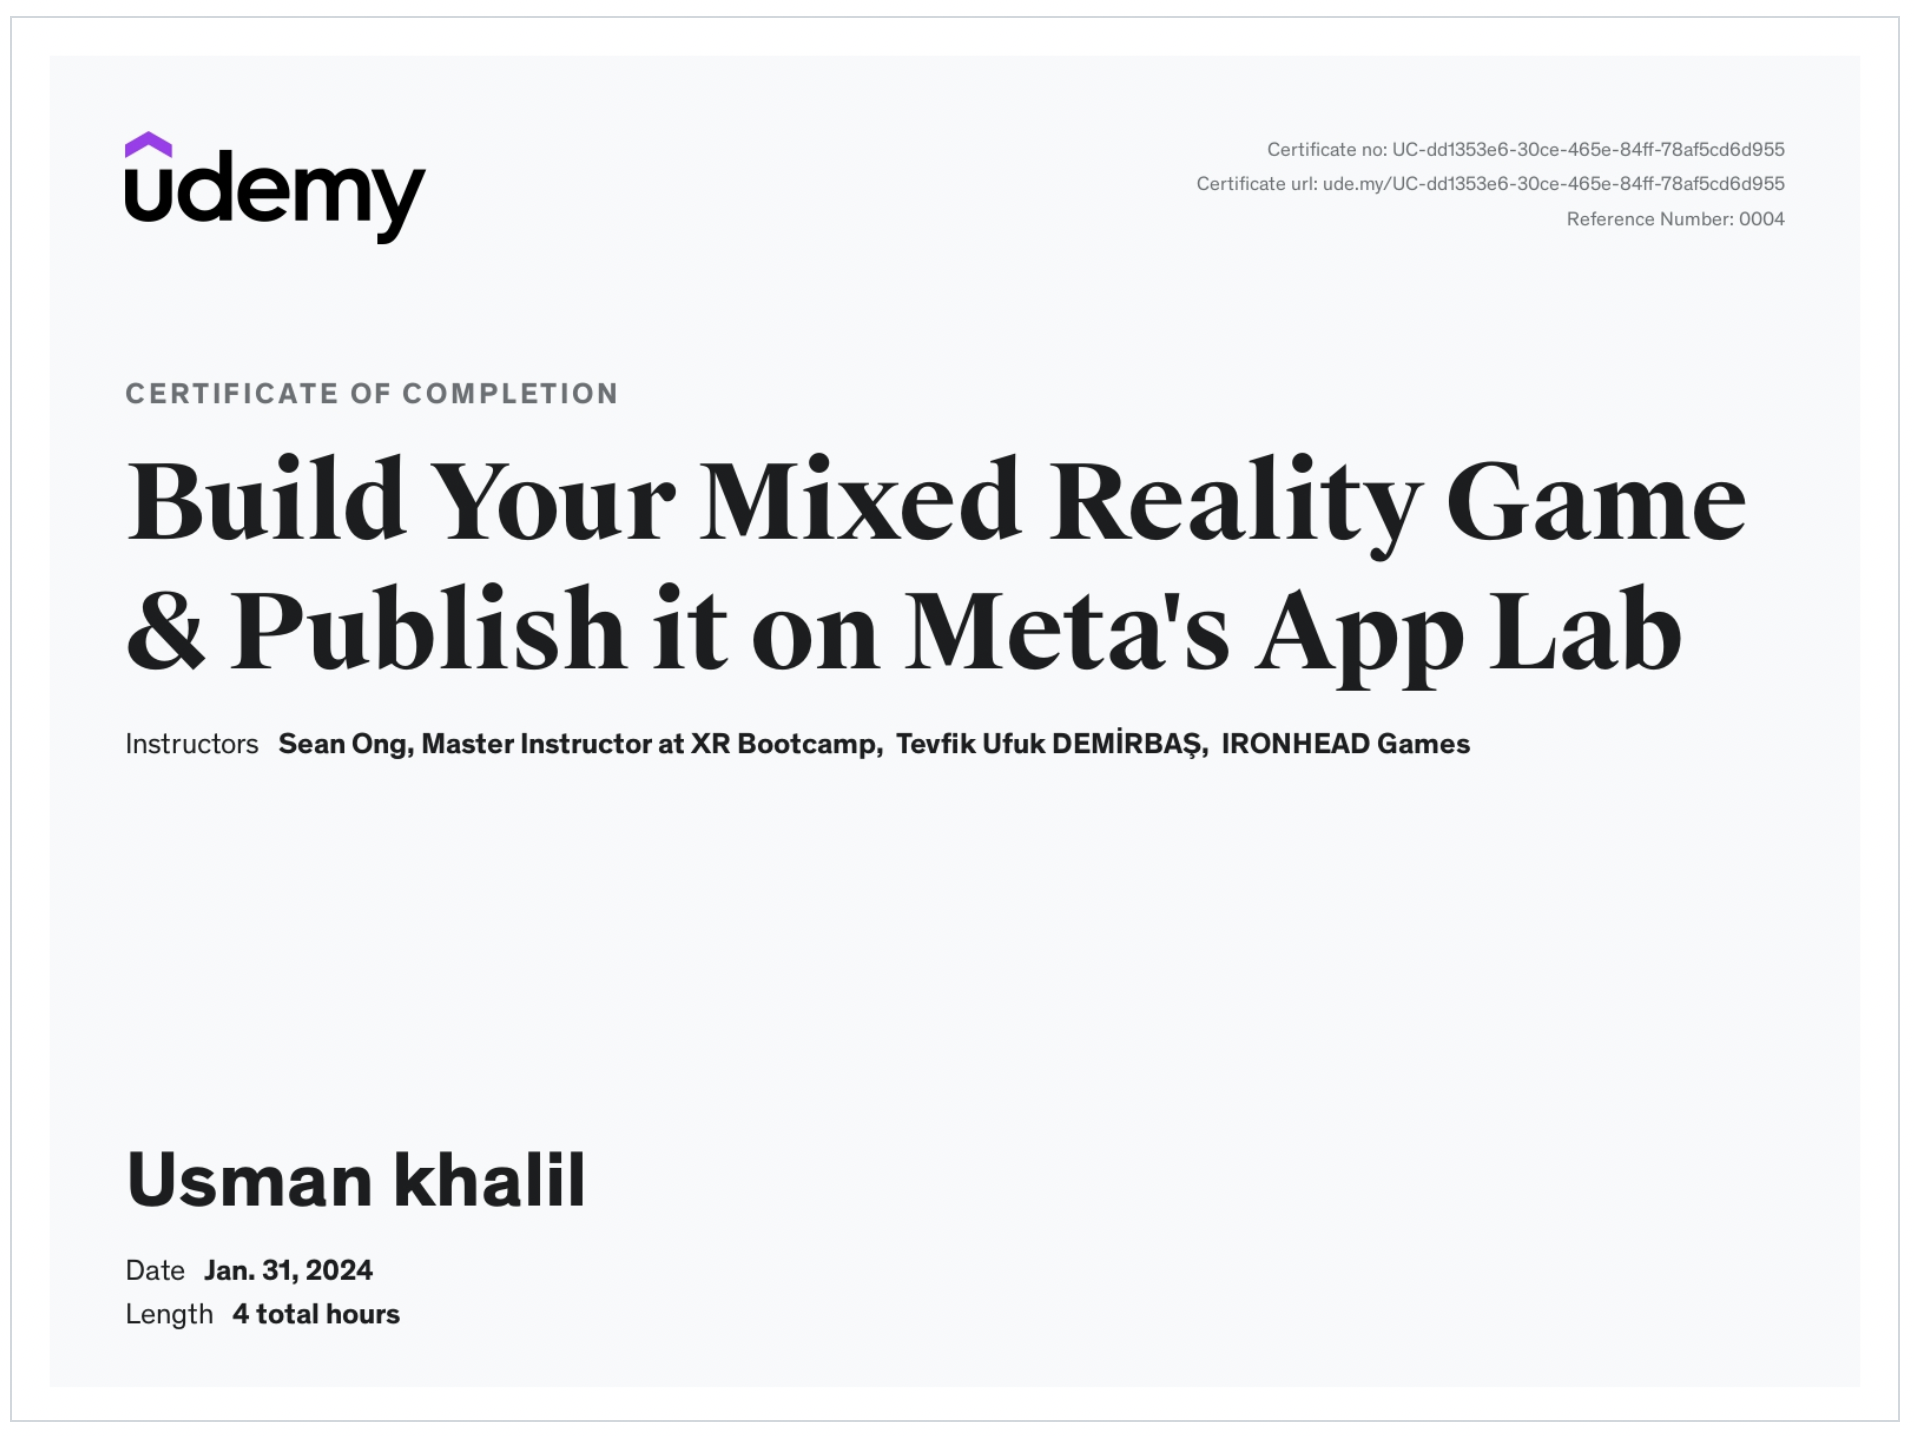 udemy
Certificate no: UC-dd1353e6-30ce-465e-84ff-78af5cd6d955
Certificate url: ude.my/UC-dd1353e6-30ce-465e-84ff-78af5cd6d955
Reference Number: 0004
CERTIFICATE OF COMPLETION
Build Your Mixed Reality Game
& Publish it on Meta's App Lab
Instructors Sean Ong, Master Instructor at XR Bootcamp, Tevfik Ufuk DEMİRBAŞ, IRONHEAD Games
Usman khalil
Date Jan. 31, 2024
Length 4 total hours